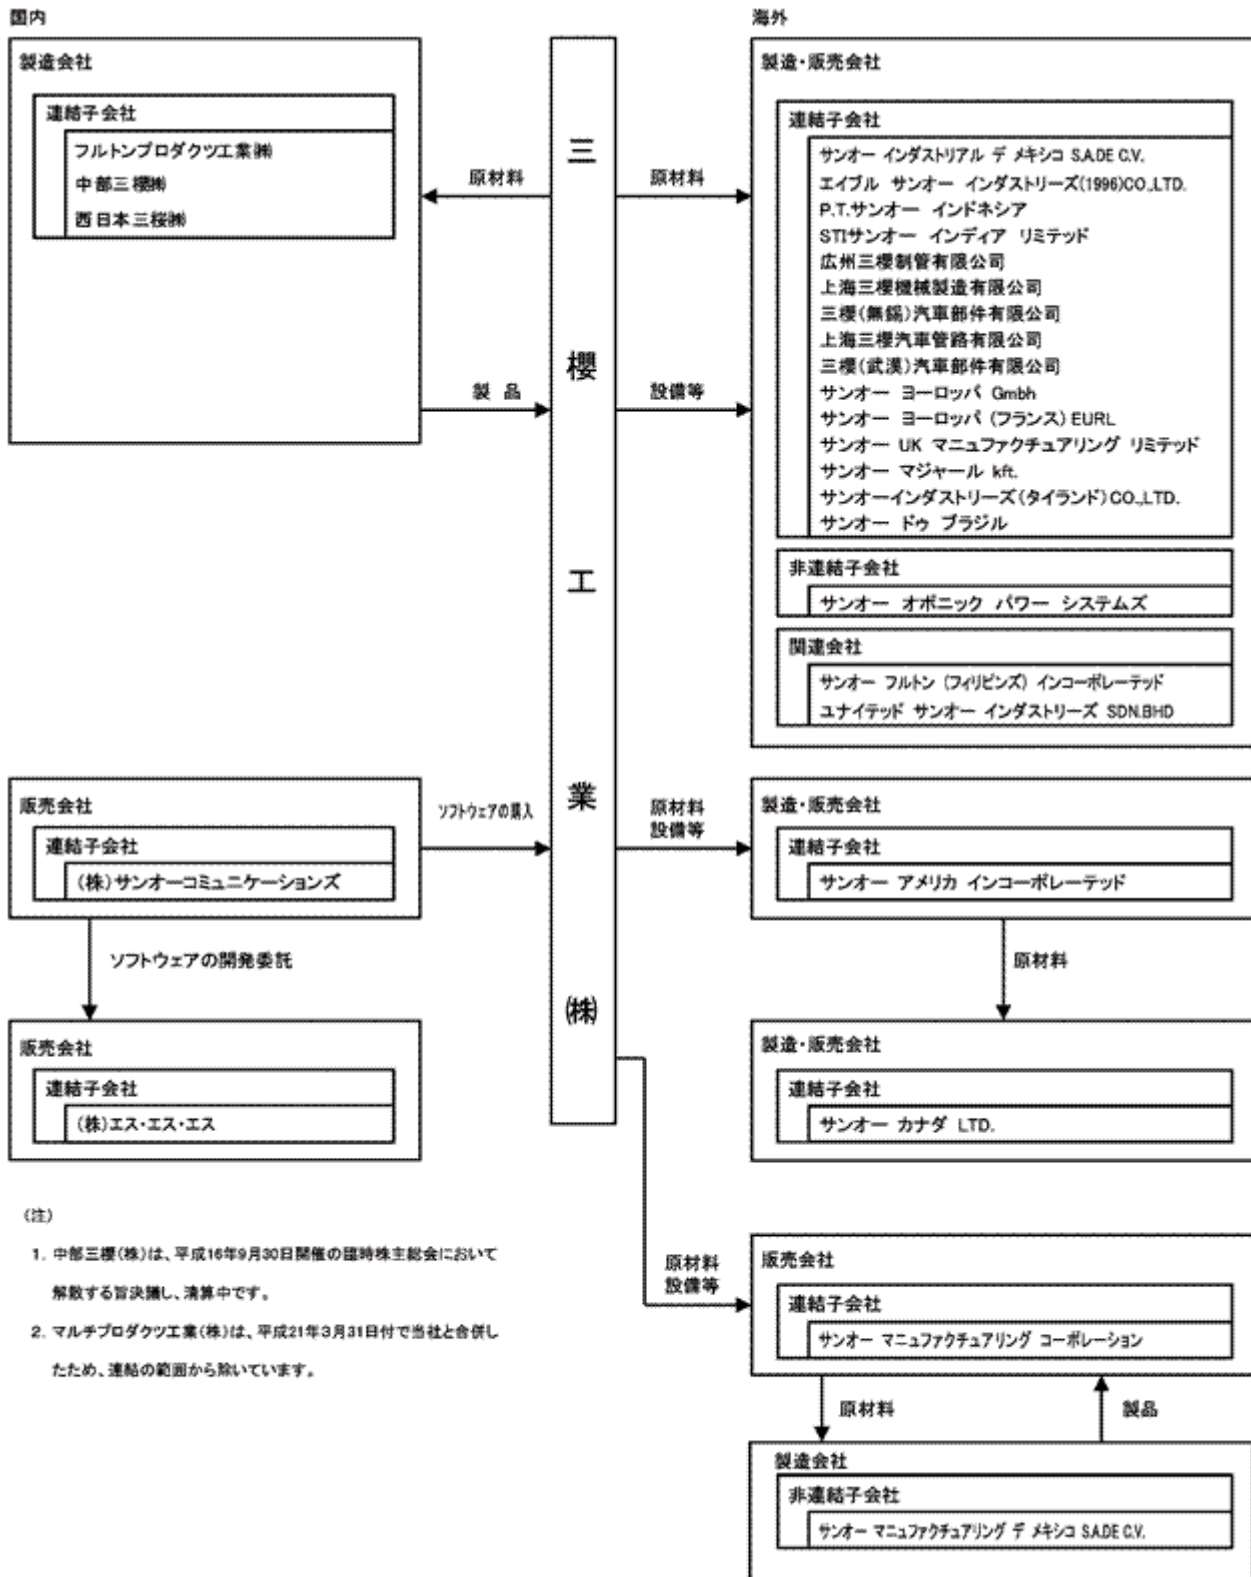 国内
製造会社
連結子会社
フルトンプロダクツ工業㈱
中部三櫻㈱
西日本三桜㈱
原材料
製 品
三櫻工業㈱
海外
製造・販売会社
連結子会社
サンオー インダストリアル デ メキシコ S.A.DE C.V.
エイブル サンオー インダストリーズ(1996)CO.,LTD.
P.T.サンオー インドネシア
STIサンオー インディア リミテッド
広州三櫻制管有限公司
上海三櫻機械製造有限公司
三櫻(無錫)汽車部件有限公司
上海三櫻汽車管路有限公司
三櫻(武漢)汽車部件有限公司
サンオー ヨーロッパ Gmbh
サンオー ヨーロッパ (フランス) EURL
サンオー UK マニュファクチュアリング リミテッド
サンオー マジャール kft.
サンオーインダストリーズ(タイランド)CO.,LTD.
サンオー ドゥ ブラジル
非連結子会社
サンオー オボニック パワー システムズ
関連会社
サンオー フルトン (フィリピンズ) インコーポレーテッド
ユナイテッド サンオー インダストリーズ SDN.BHD
原材料
設備等
販売会社
連結子会社
(株)サンオーコミュニケーションズ
ソフトウェアの購入
ソフトウェアの開発委託
販売会社
連結子会社
(株)エス・エス・エス
原材料
設備等
製造・販売会社
連結子会社
サンオー アメリカ インコーポレーテッド
原材料
製造・販売会社
連結子会社
サンオー カナダ LTD.
原材料
設備等
販売会社
連結子会社
サンオー マニュファクチュアリング コーポレーション
原材料
製品
製造会社
非連結子会社
サンオー マニュファクチュアリング デ メキシコ S.A.DE C.V.
(注)
1. 中部三櫻(株)は、平成16年9月30日開催の臨時株主総会において
解散する旨決議し、清算中です。
2. マルチプロダクツ工業(株)は、平成21年3月31日付で当社と合併し
たため、連結の範囲から除いています。